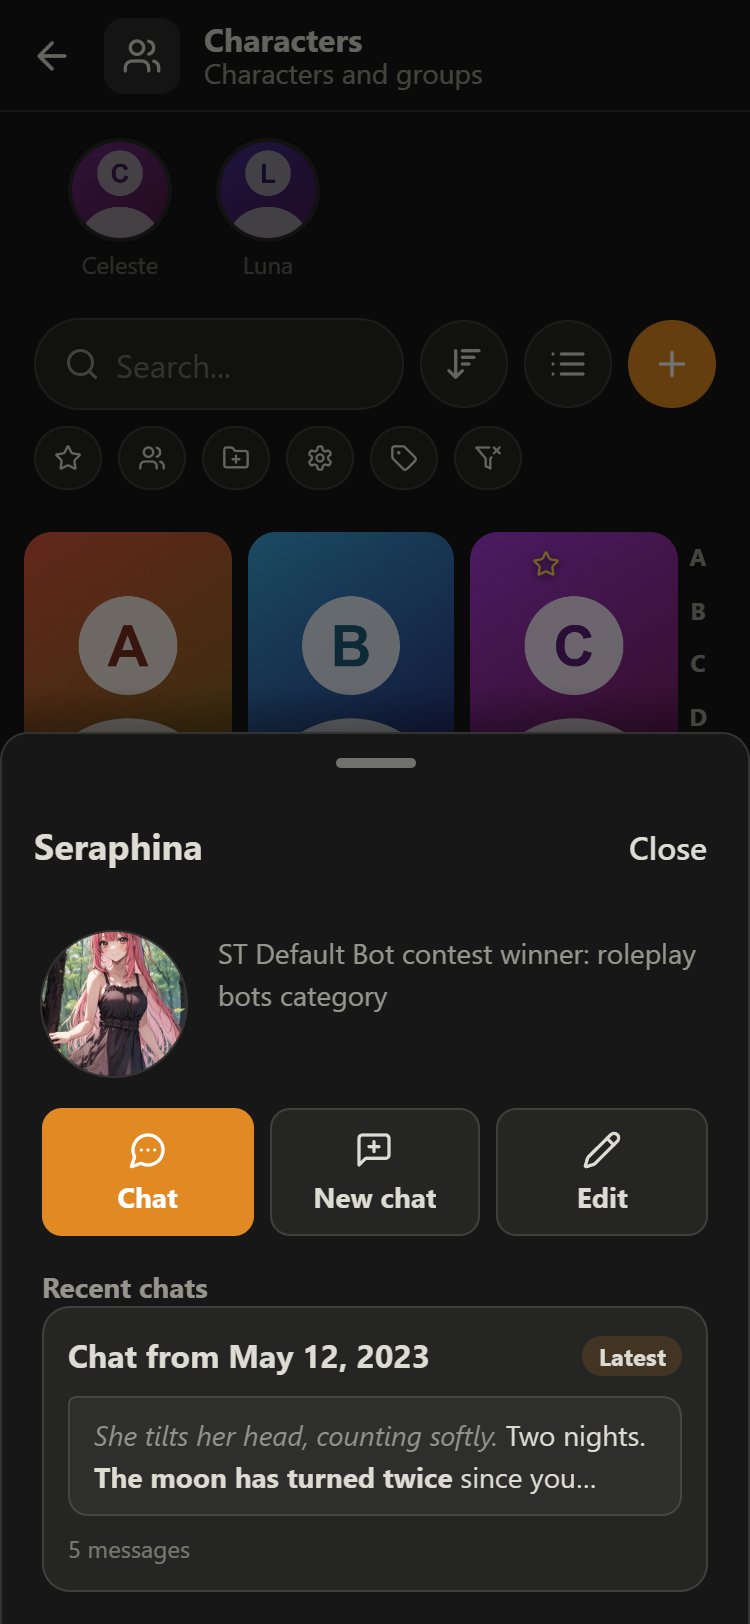 Characters
Characters and groups
C
L
Celeste
Luna
Search...
A
B
C
A
B
C
D
Seraphina
Close
ST Default Bot contest winner: roleplay
bots category
Chat
New chat
Edit
Recent chats
Chat from May 12, 2023
Latest
She tilts her head, counting softly. Two nights.
The moon has turned twice since you...
5 messages